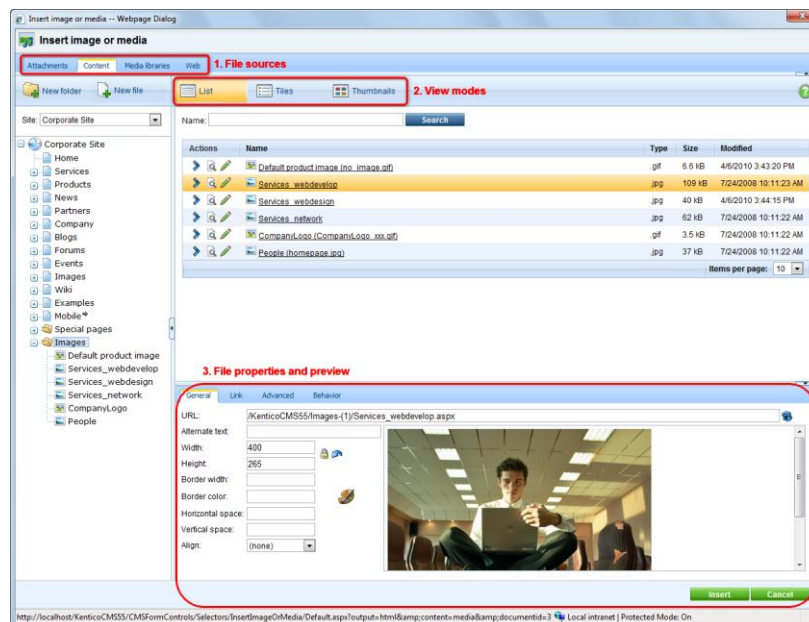 Insert image or media -- Webpage Dialog
Insert image or media
Attachments Content Media libraries Web 1. File sources
New folder New file List Tiles Thumbnails 2. View modes
Site: Corporate Site Name: Search
Corporate Site
Home
Services
Products
News
Partners
Company
Blogs
Forums
Events
Images
Wiki
Examples
Mobile
Special pages
Images
Default product image
Services_webdevelop
Services_webdesign
Services_network
CompanyLogo
People
Actions Name Type Size Modified
Default product image (no_image.gif) .gif 6.6 kB 4/6/2010 3:43:20 PM
Services_webdevelop .jpg 109 kB 7/24/2008 10:11:23 AM
Services_webdesign .jpg 40 kB 4/6/2010 3:44:15 PM
Services_network .jpg 62 kB 7/24/2008 10:11:22 AM
CompanyLogo (CompanyLogo_xxx.gif) .gif 3.5 kB 7/24/2008 10:11:22 AM
People (homepage.jpg) .jpg 37 kB 7/24/2008 10:11:22 AM
Items per page: 10
3. File properties and preview
General Link Advanced Behavior
URL: /KenticoCMS55/Images-(1)/Services_webdevelop.aspx
Alternate text:
Width: 400
Height: 265
Border width:
Border color:
Horizontal space:
Vertical space:
Align: (none)
Insert Cancel
http://localhost/KenticoCMS55/CMSFormControls/Selectors/InsertImageOrMedia/Default.aspx?output=html&amp;content=media&amp;documentid=3 Local intranet | Protected Mode: On